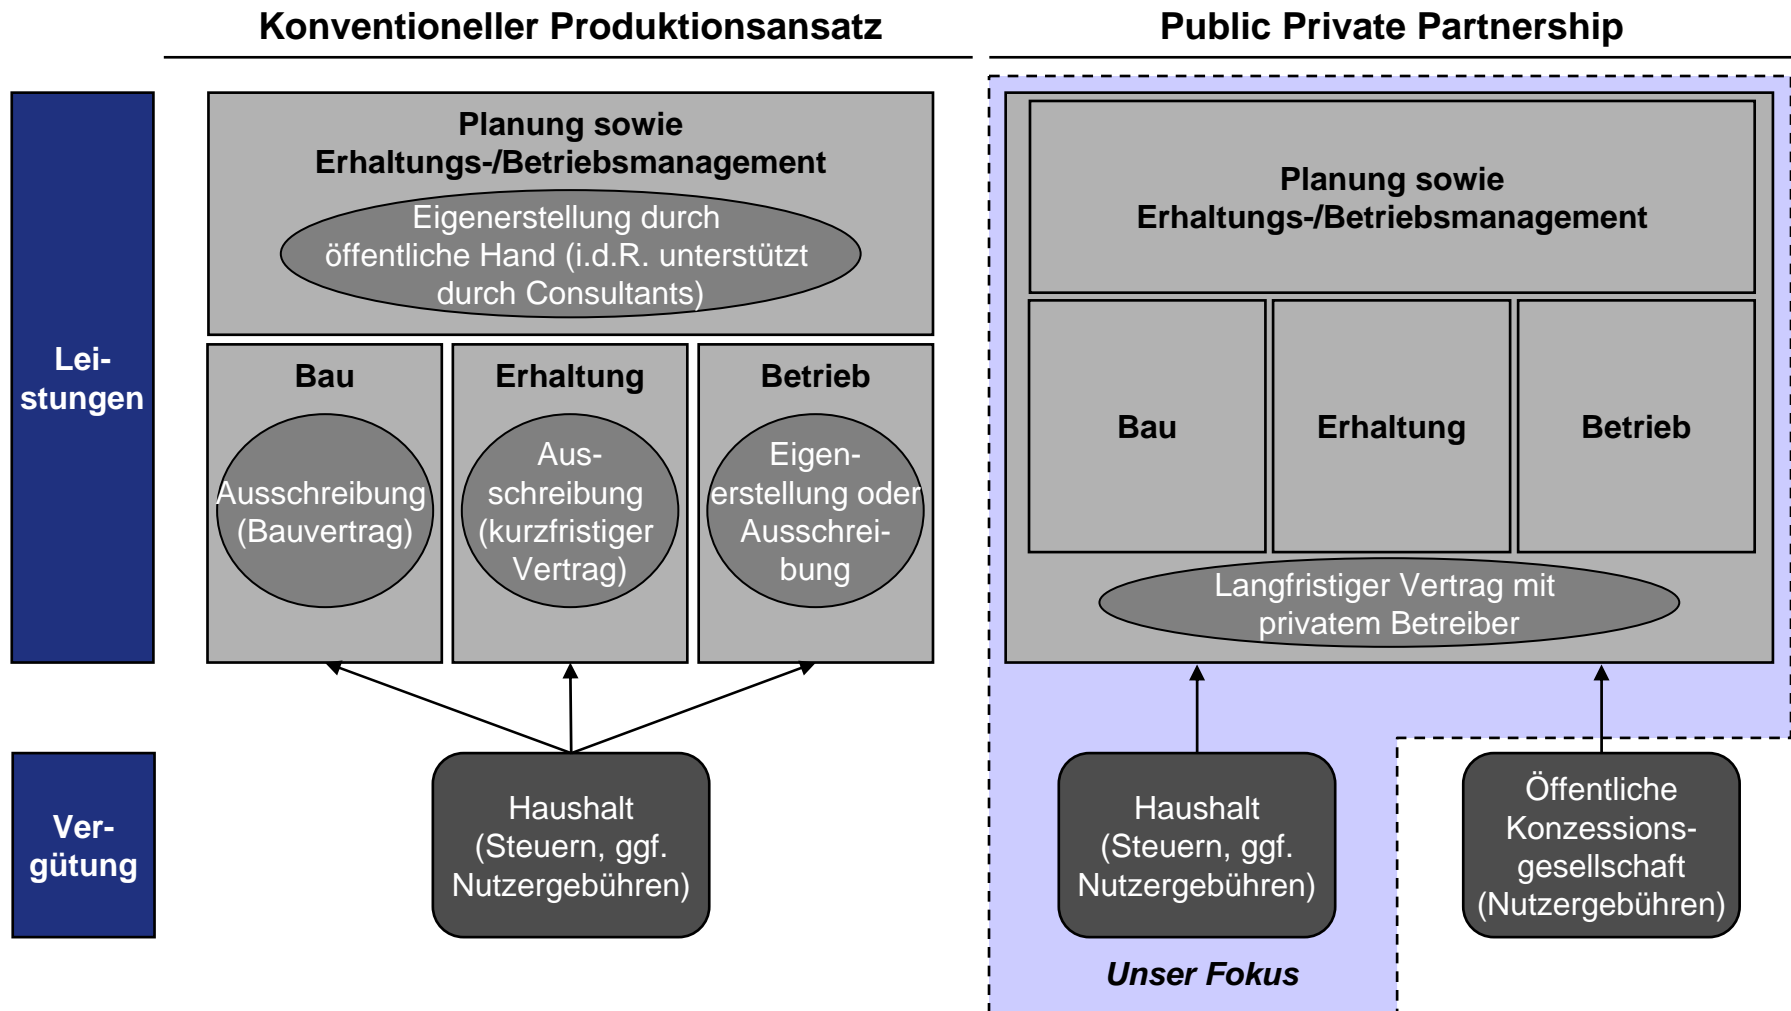 Konventioneller Produktionsansatz
Public Private Partnership
Lei-
stungen
Planung sowie
Erhaltungs-/Betriebsmanagement
Eigenerstellung durch
öffentliche Hand (i.d.R. unterstützt
durch Consultants)
Bau
Ausschreibung
(Bauvertrag)
Erhaltung
Aus-
schreibung
(kurzfristiger
Vertrag)
Betrieb
Eigen-
erstellung oder
Ausschrei-
bung
Planung sowie
Erhaltungs-/Betriebsmanagement
Bau
Erhaltung
Betrieb
Langfristiger Vertrag mit
privatem Betreiber
Ver-
gütung
Haushalt
(Steuern, ggf.
Nutzergebühren)
Haushalt
(Steuern, ggf.
Nutzergebühren)
Öffentliche
Konzessions-
gesellschaft
(Nutzergebühren)
Unser Fokus